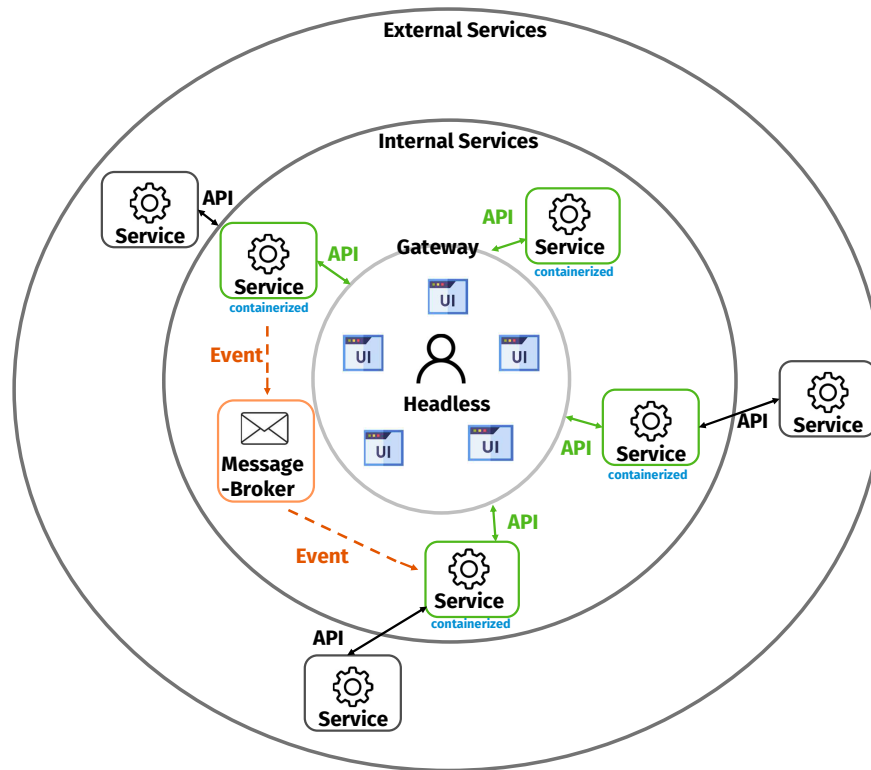 External Services
Internal Services
API
Service
API
Service
containerized
Gateway
API
Service
containerized
UI
UI
UI
Headless
UI
UI
Event
Message
-Broker
Event
API
Service
containerized
API
Service
API
Service
containerized
API
Service